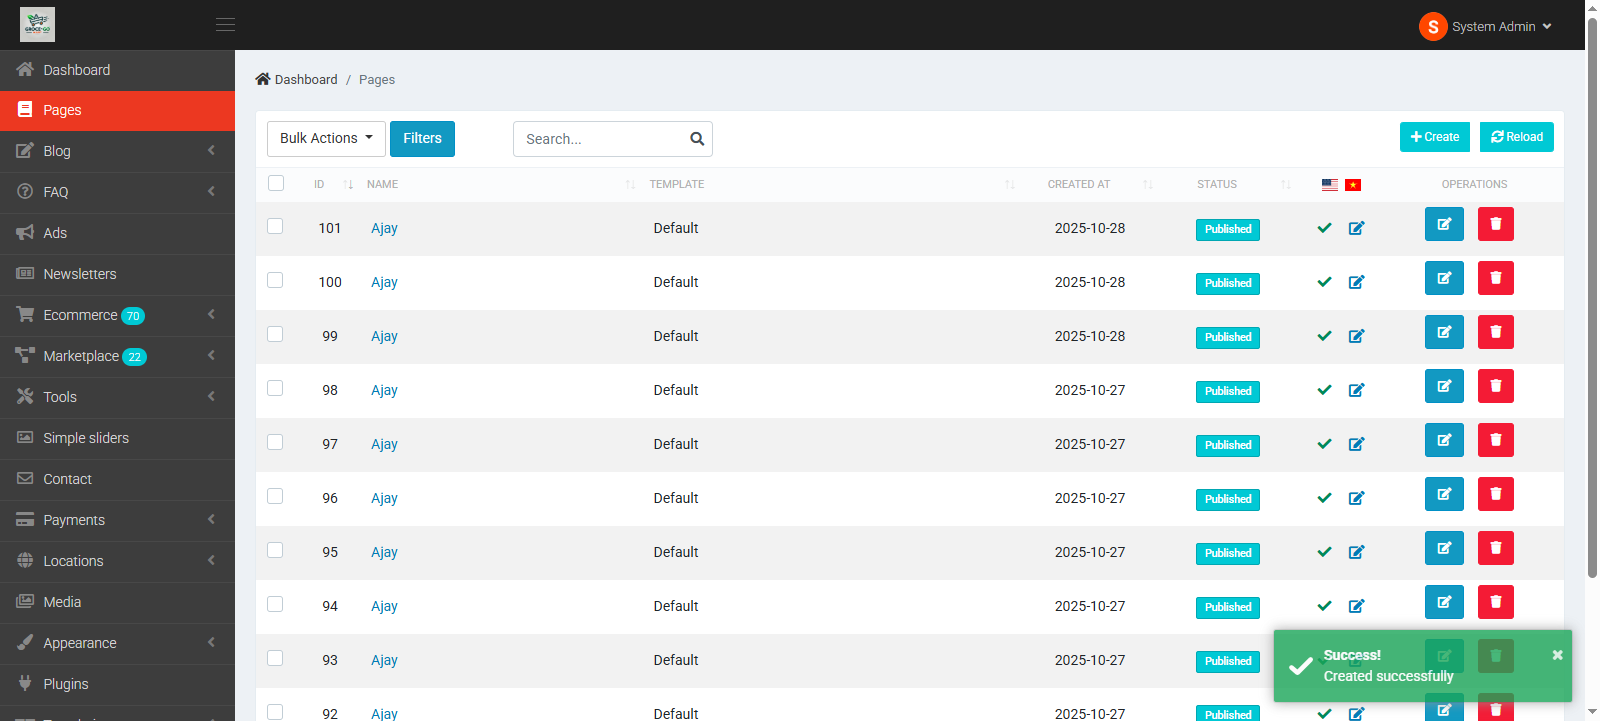 GROCE-GO
S System Admin
Dashboard
Pages
Blog
FAQ
Ads
Newsletters
Ecommerce 70
Marketplace 22
Tools
Simple sliders
Contact
Payments
Locations
Media
Appearance
Plugins
Dashboard / Pages
Bulk Actions Filters Search... Create Reload
ID NAME TEMPLATE CREATED AT STATUS OPERATIONS
101 Ajay Default 2025-10-28 Published
100 Ajay Default 2025-10-28 Published
99 Ajay Default 2025-10-28 Published
98 Ajay Default 2025-10-27 Published
97 Ajay Default 2025-10-27 Published
96 Ajay Default 2025-10-27 Published
95 Ajay Default 2025-10-27 Published
94 Ajay Default 2025-10-27 Published
93 Ajay Default 2025-10-27 Published
92 Ajay Default 2025-10-27 Published
Success!
Created successfully